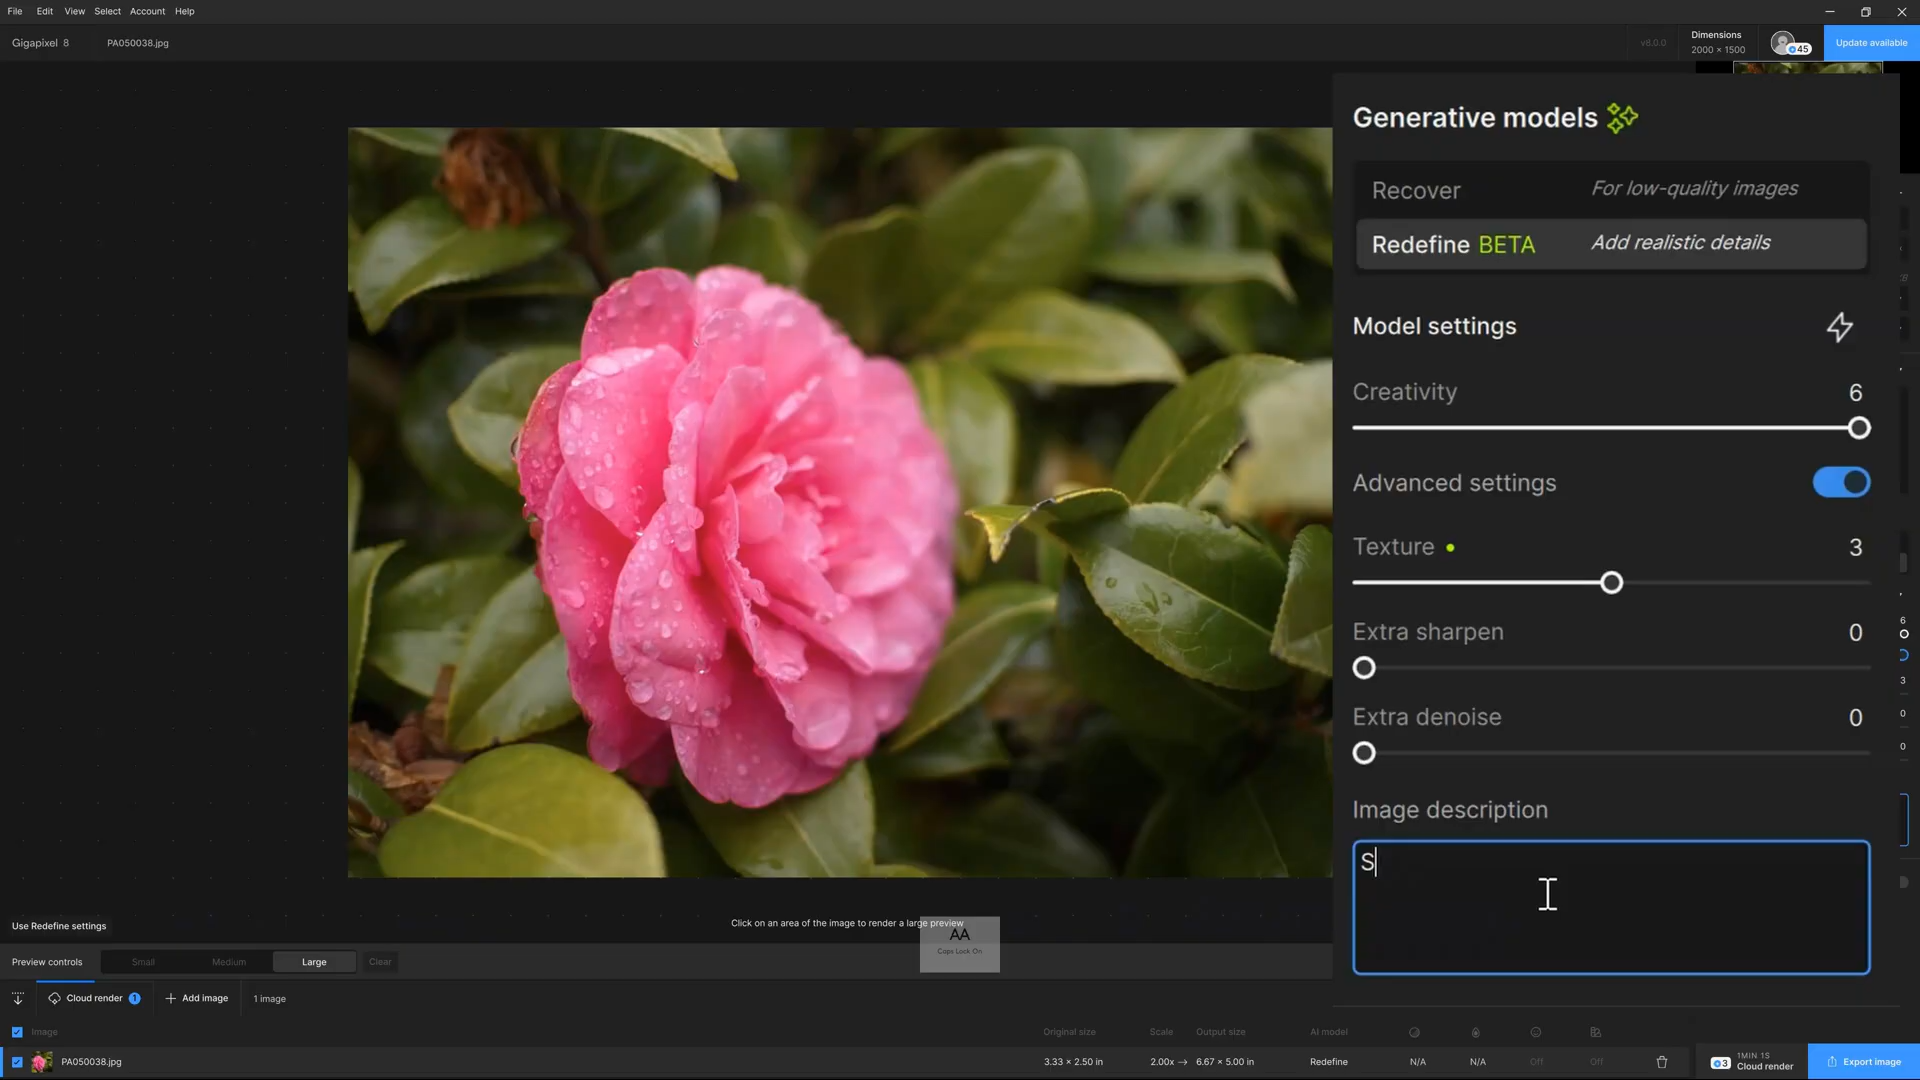 File Edit View Select Account Help
Gigapixel 8 PA050038.jpg v8.0.0 Dimensions 2000 × 1500 45 Update available
Generative models
Recover For low-quality images
Redefine BETA Add realistic details
Model settings
Creativity 6
Advanced settings
Texture 3
Extra sharpen 0
Extra denoise 0
Image description
S
6
3
0
0
Use Redefine settings
Click on an area of the image to render a large preview
AA
Caps Lock On
Preview controls Small Medium Large Clear
Cloud render 1 Add image 1 image
Image Original size Scale Output size AI model
PA050038.jpg 3.33 × 2.50 in 2.00x → 6.67 × 5.00 in Redefine N/A N/A Off Off
3 1MIN 1S Cloud render Export image